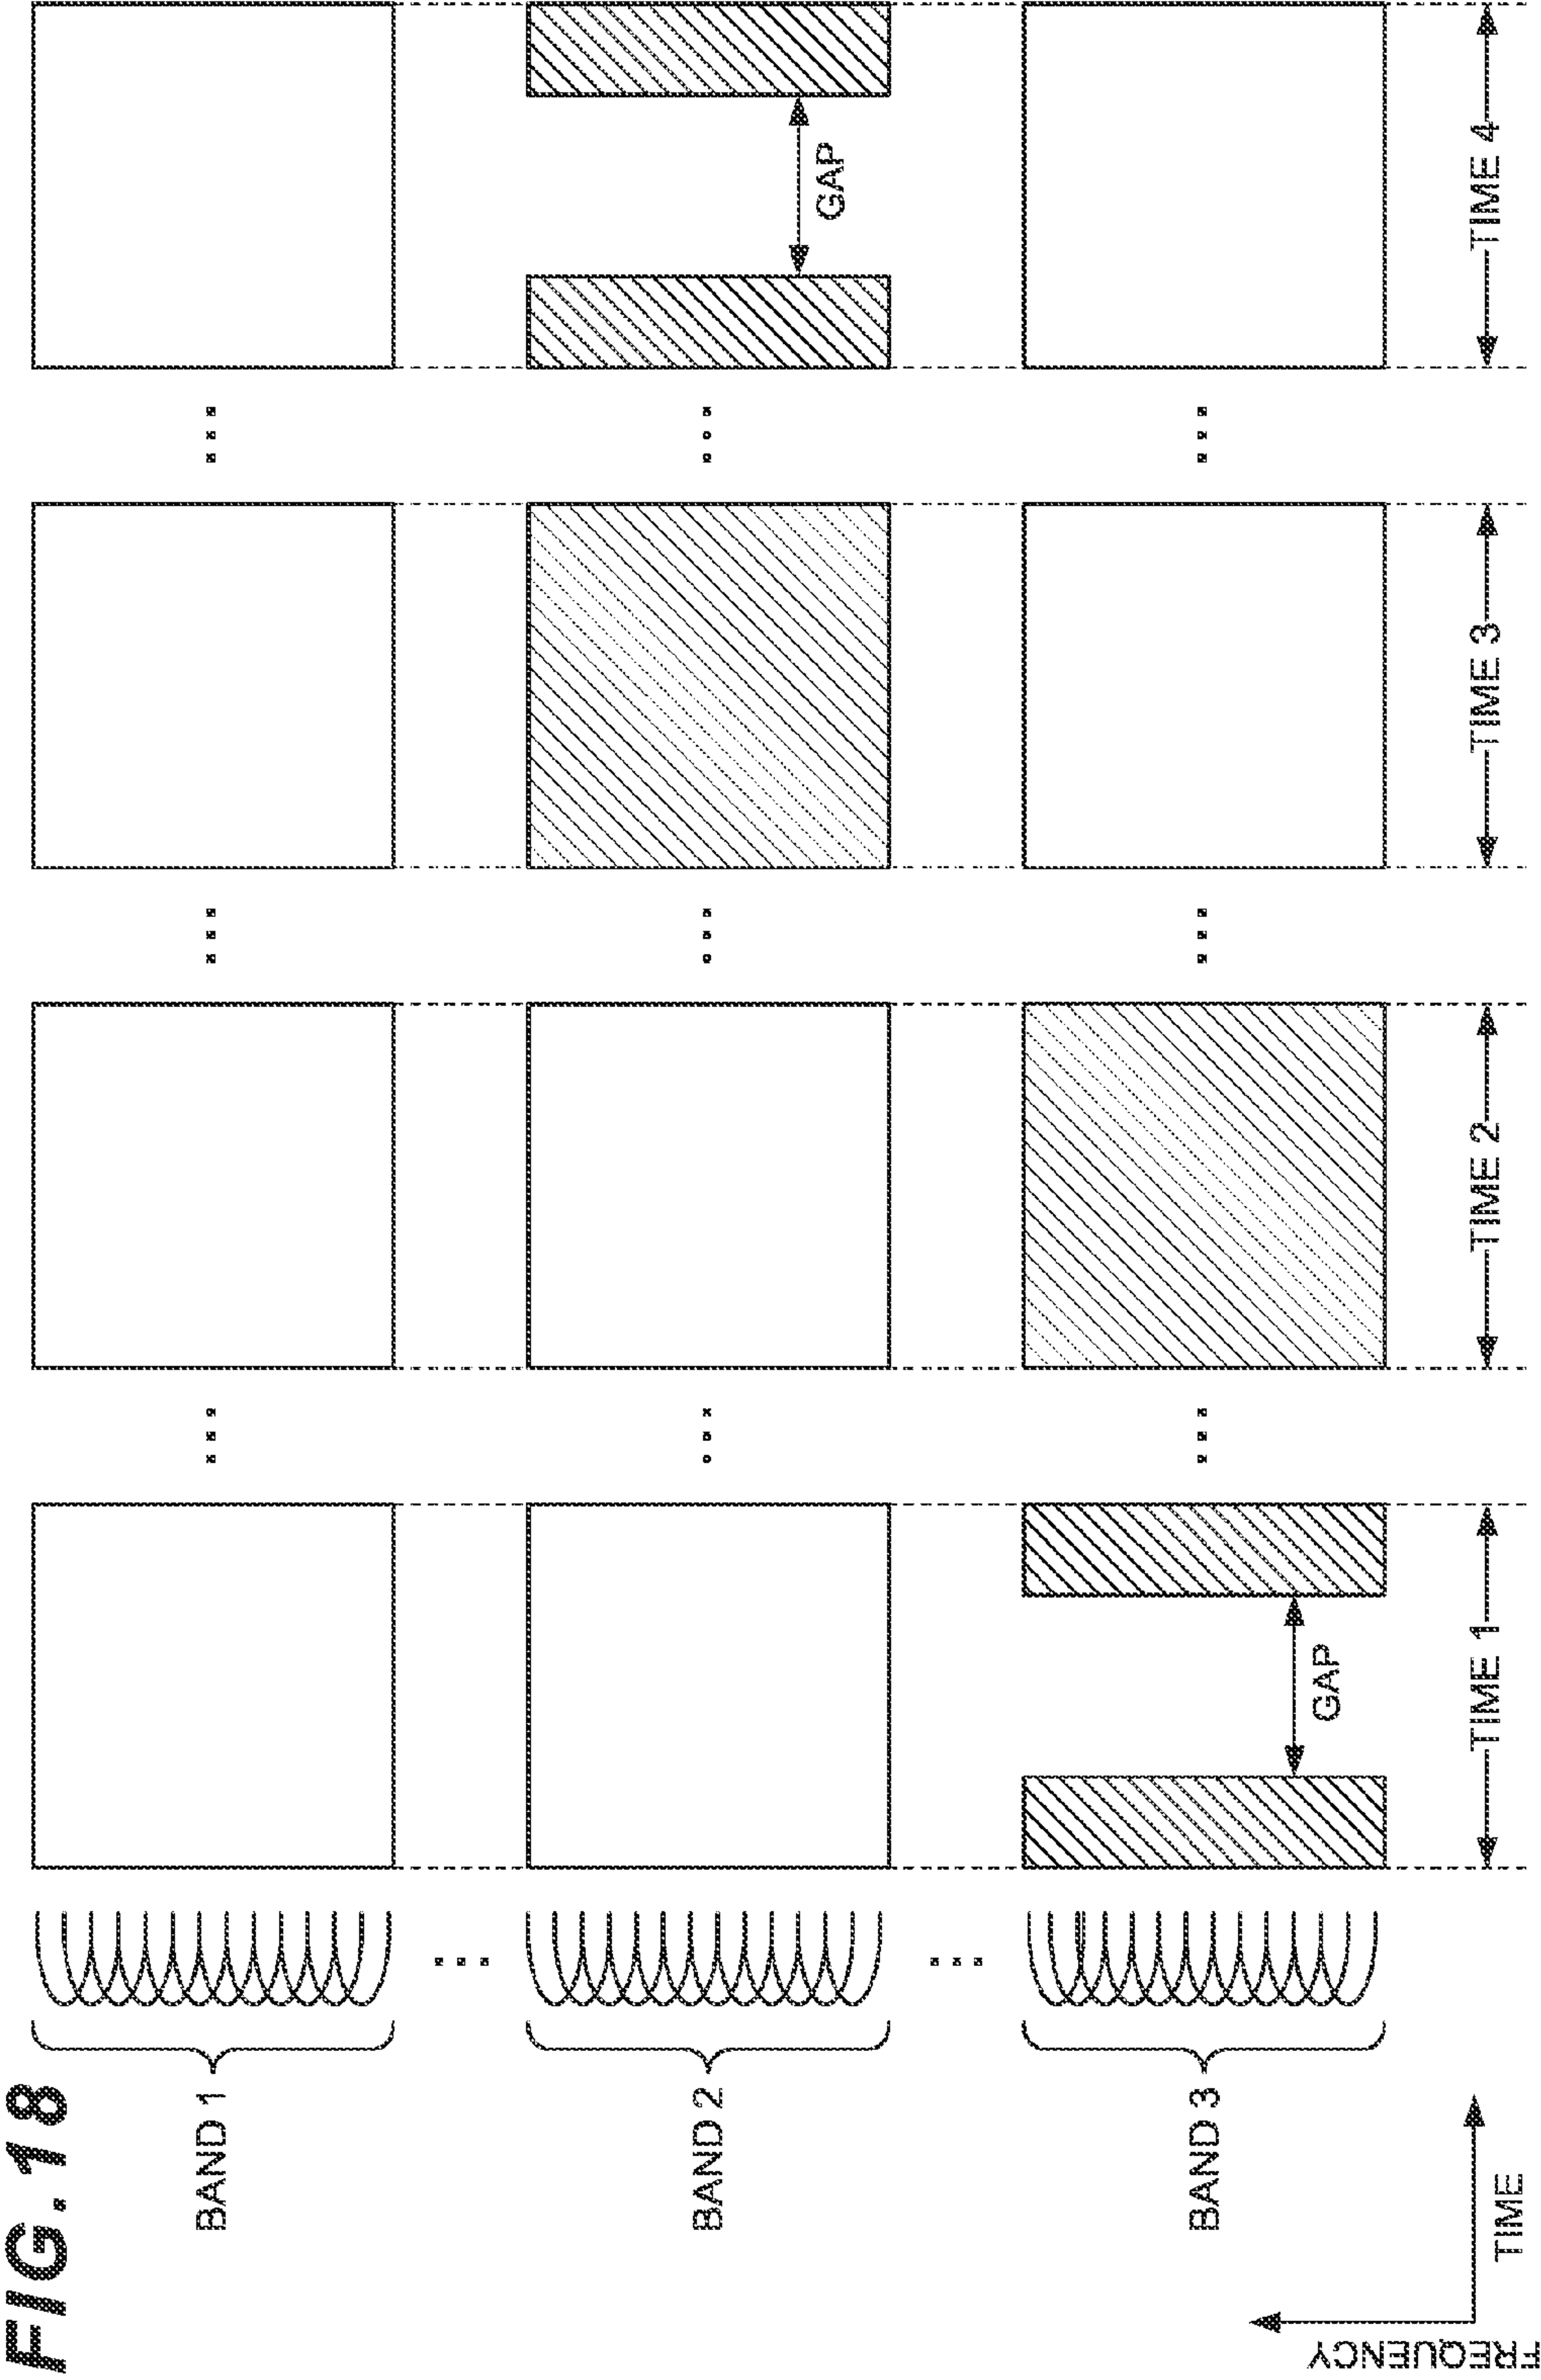 FIG. 18
BAND 1
BAND 2
GAP
BAND 3
GAP
TIME 1
TIME 2
TIME 3
TIME 4
FREQUENCY
TIME